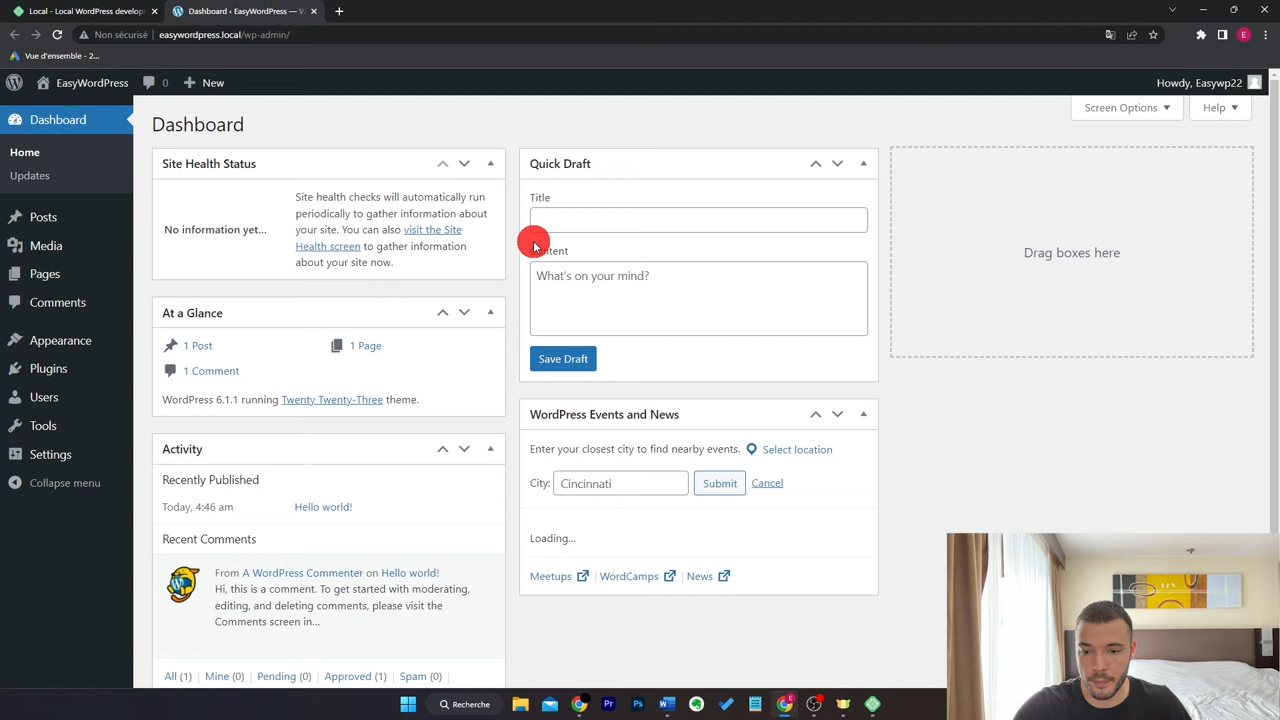 Local - Local WordPress develop
Dashboard ‹ EasyWordPress — W
Non sécurisé
easywordpress.local/wp-admin/
E
Vue d'ensemble - 2...
EasyWordPress
0
New
Howdy, Easywp22
Dashboard
Home
Updates
Posts
Media
Pages
Comments
Appearance
Plugins
Users
Tools
Settings
Collapse menu
Screen Options
Help
Dashboard
Site Health Status
No information yet...
Site health checks will automatically run
periodically to gather information about
your site. You can also visit the Site
Health screen to gather information
about your site now.
At a Glance
1 Post
1 Page
1 Comment
WordPress 6.1.1 running Twenty Twenty-Three theme.
Activity
Recently Published
Today, 4:46 am
Hello world!
Recent Comments
From A WordPress Commenter on Hello world!
Hi, this is a comment. To get started with moderating,
editing, and deleting comments, please visit the
Comments screen in...
All (1)
Mine (0)
Pending (0)
Approved (1)
Spam (0)
Quick Draft
Title
Content
What's on your mind?
Save Draft
WordPress Events and News
Enter your closest city to find nearby events.
Select location
City:
Cincinnati
Submit
Cancel
Loading...
Meetups
WordCamps
News
Drag boxes here
Recherche
Pr
Ps